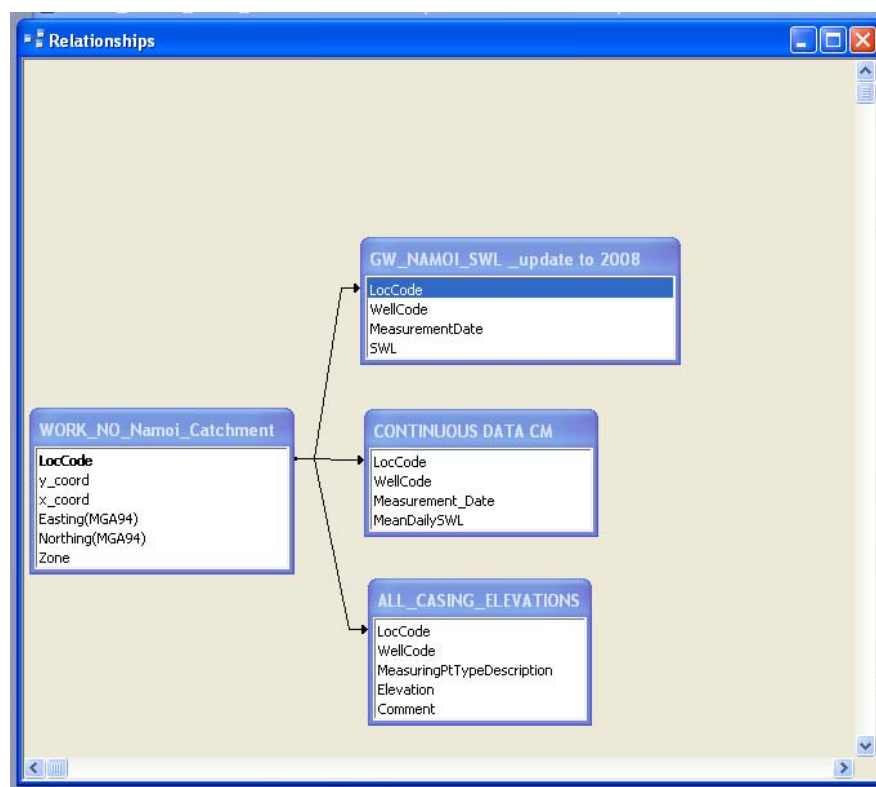 Relationships
GW_NAMOI_SWL _update to 2008
LocCode
WellCode
MeasurementDate
SWL
WORK_NO_Namoi_Catchment
LocCode
y_coord
x_coord
Easting(MGA94)
Northing(MGA94)
Zone
CONTINUOUS DATA CM
LocCode
WellCode
Measurement_Date
MeanDailySWL
ALL_CASING_ELEVATIONS
LocCode
WellCode
MeasuringPtTypeDescription
Elevation
Comment